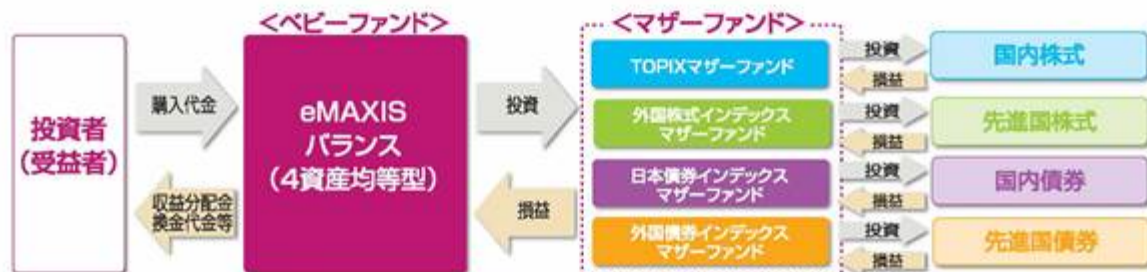 <ベビーファンド>
<マザーファンド>
投資者
(受益者)
購入代金
収益分配金
換金代金等
eMAXIS
バランス
(4資産均等型)
投資
損益
TOPIXマザーファンド
投資
損益
国内株式
外国株式インデックス
マザーファンド
投資
損益
先進国株式
日本債券インデックス
マザーファンド
投資
損益
国内債券
外国債券インデックス
マザーファンド
投資
損益
先進国債券